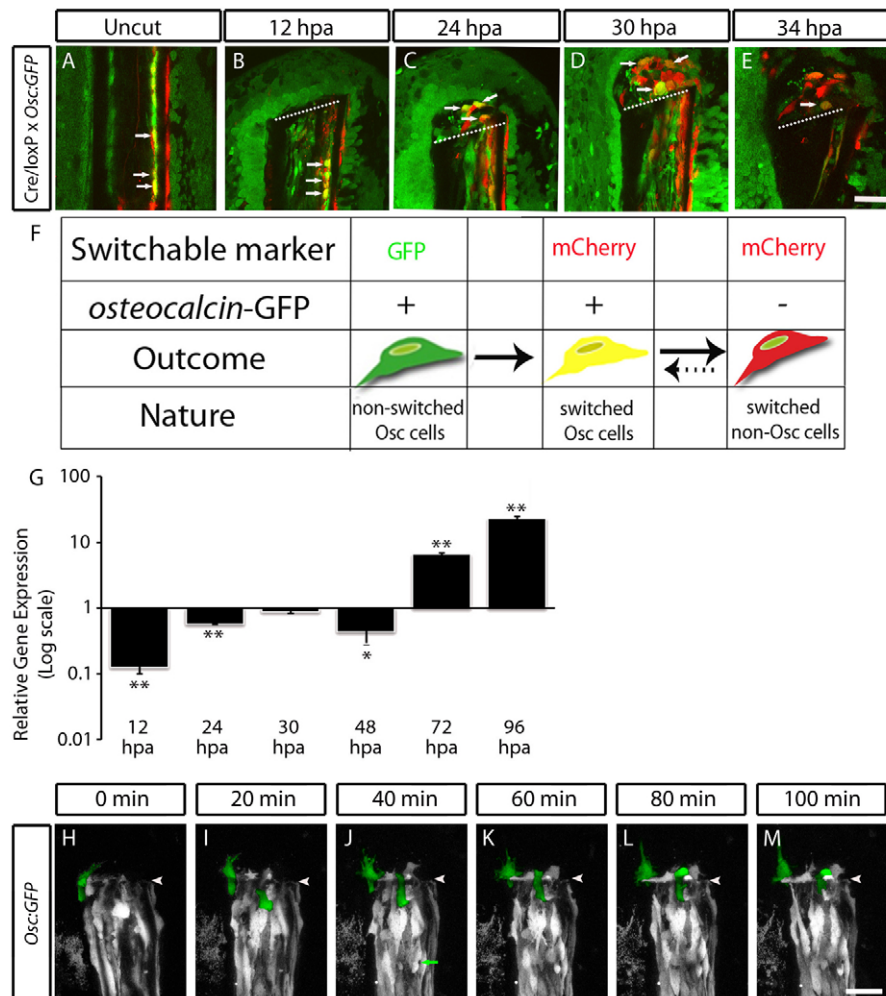 Uncut 12 hpa 24 hpa 30 hpa 34 hpa
Cre/loxP x Osc:GFP
A B C D E
F
Switchable marker GFP mCherry mCherry
osteocalcin-GFP + + -
Outcome
Nature non-switched Osc cells switched Osc cells switched non-Osc cells
G
Relative Gene Expression
(Log scale)
100
10
1
0.1
0.01
** ** * ** **
12 24 30 48 72 96
hpa hpa hpa hpa hpa hpa
0 min 20 min 40 min 60 min 80 min 100 min
Osc:GFP
H I J K L M